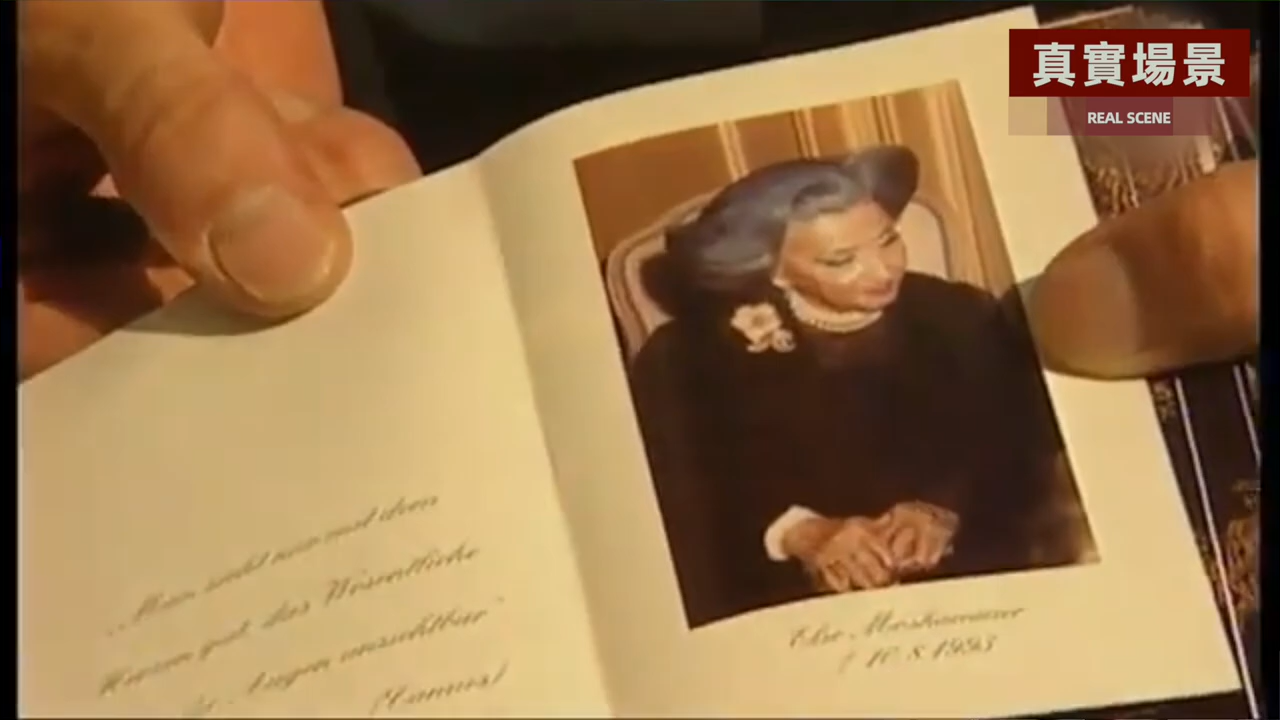 真實場景
REAL SCENE
„Man sieht nur mit dem
Herzen gut, das Wesentliche
Augen unsichtbar“
(Camus)
Else Moshammer
† 10. 8. 1993